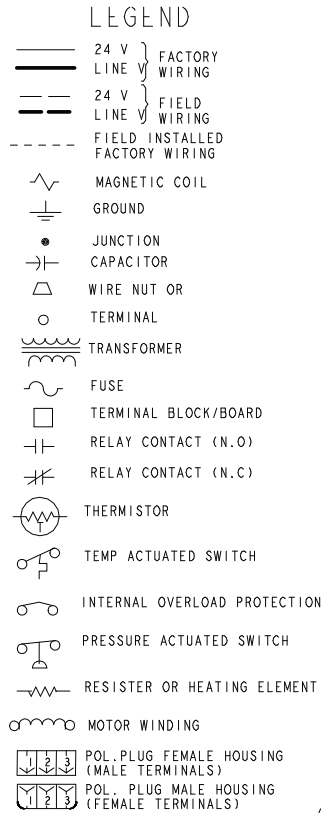 LEGEND
24 V
LINE V
FACTORY
WIRING
24 V
LINE V
FIELD
WIRING
FIELD INSTALLED
FACTORY WIRING
MAGNETIC COIL
GROUND
JUNCTION
CAPACITOR
WIRE NUT OR
TERMINAL
TRANSFORMER
FUSE
TERMINAL BLOCK/BOARD
RELAY CONTACT (N.O)
RELAY CONTACT (N.C)
THERMISTOR
TEMP ACTUATED SWITCH
INTERNAL OVERLOAD PROTECTION
PRESSURE ACTUATED SWITCH
RESISTER OR HEATING ELEMENT
MOTOR WINDING
1 2 3 POL.PLUG FEMALE HOUSING
(MALE TERMINALS)
1 2 3 POL. PLUG MALE HOUSING
(FEMALE TERMINALS)